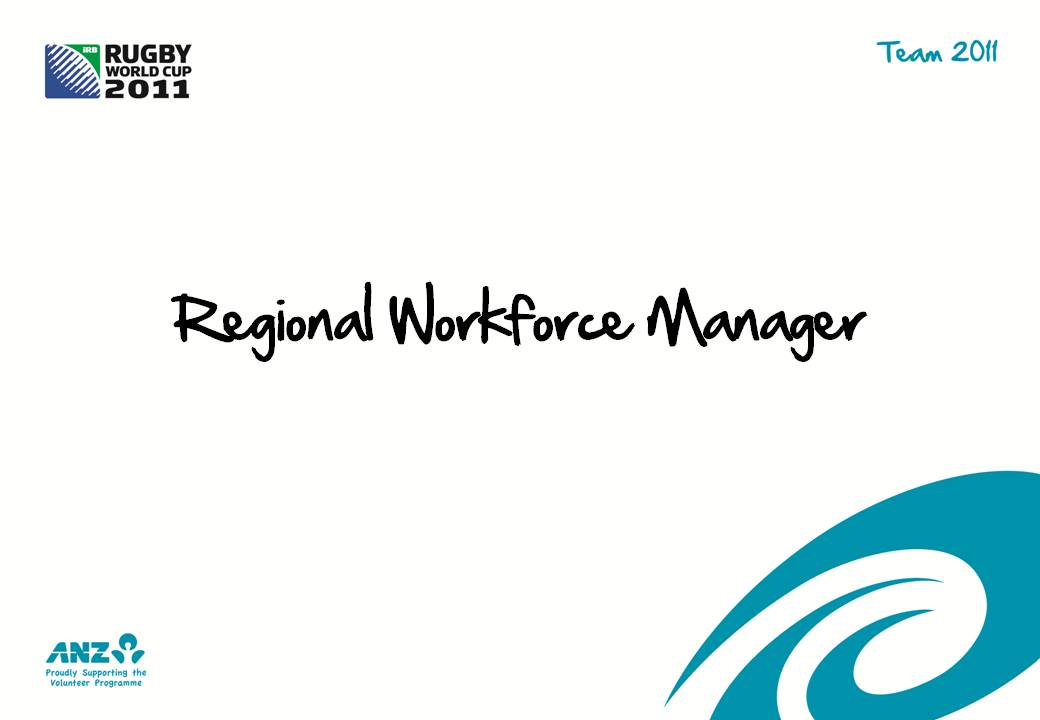 iRB
RUGBY
WORLD CUP
2011
Team 2011
Regional Workforce Manager
ANZ
Proudly Supporting the
Volunteer Programme